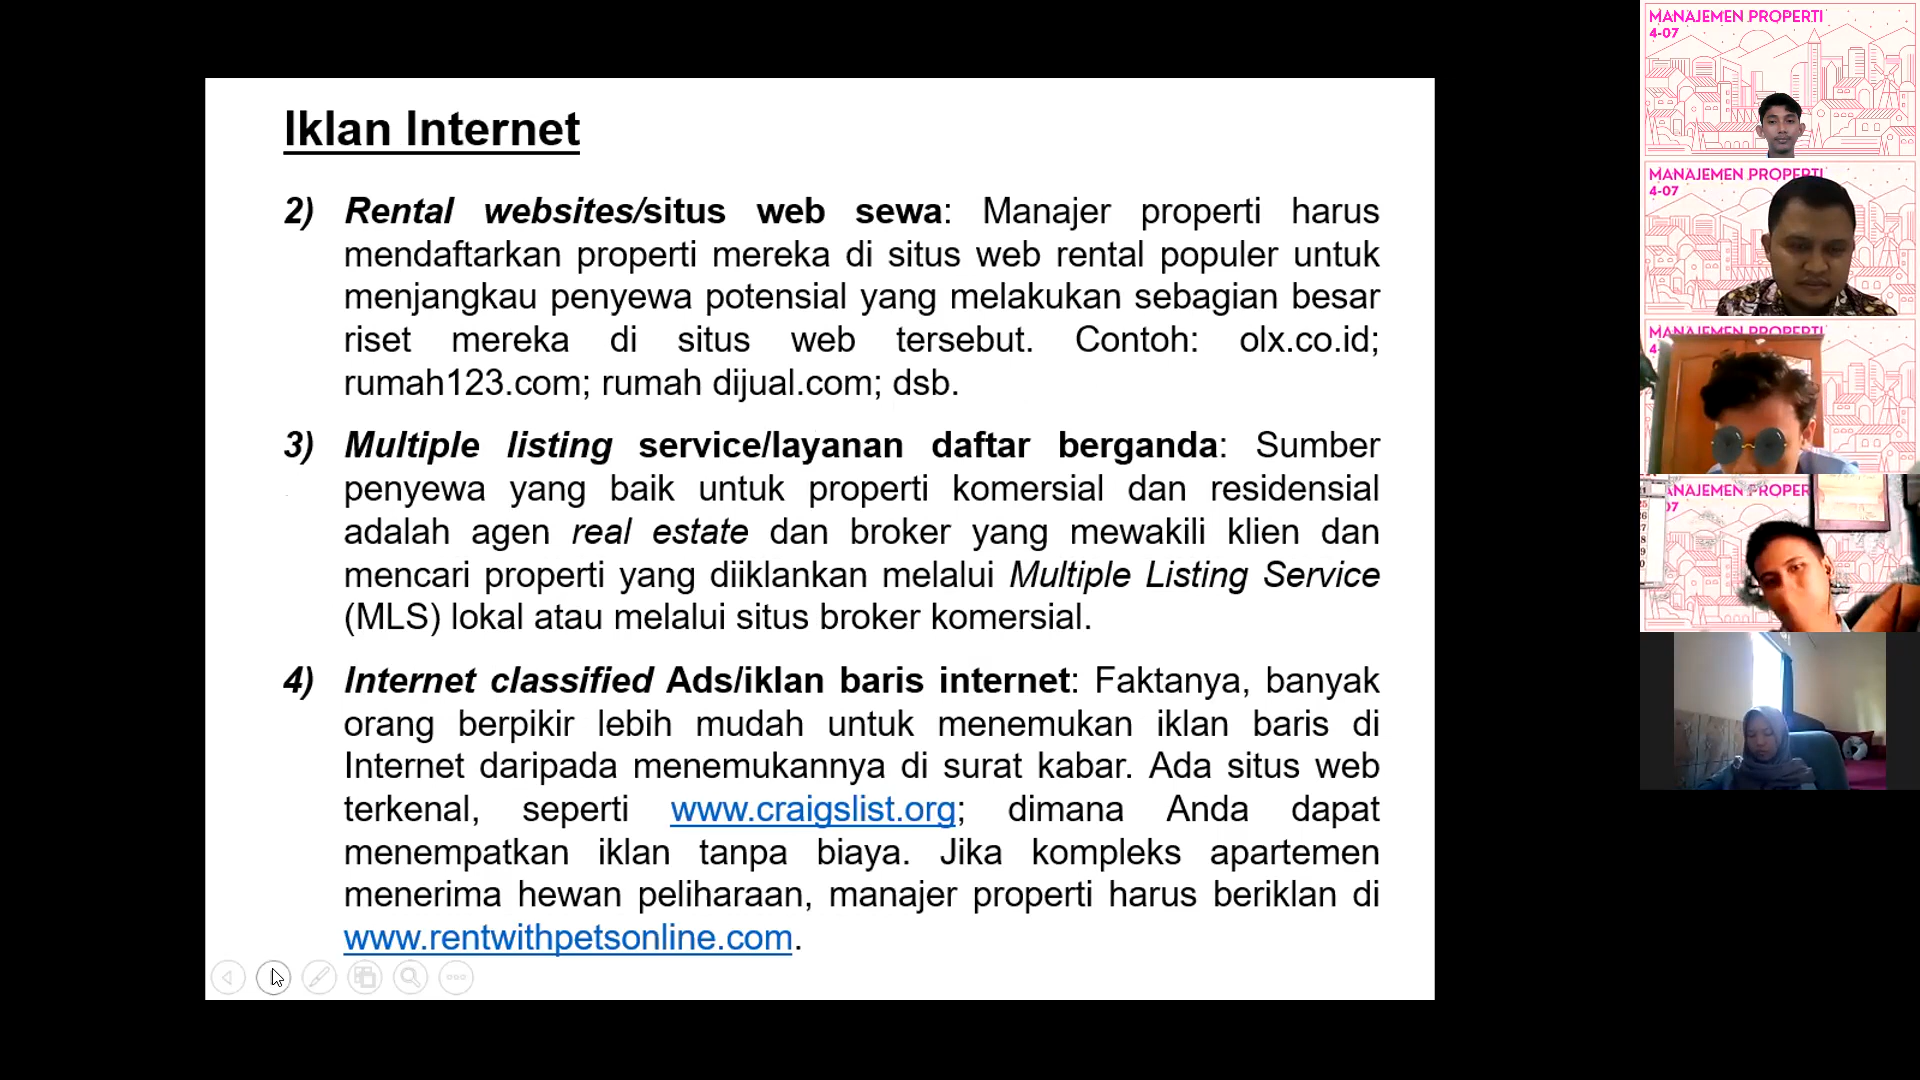 Iklan Internet
2) Rental websites/situs web sewa: Manajer properti harus
mendaftarkan properti mereka di situs web rental populer untuk
menjangkau penyewa potensial yang melakukan sebagian besar
riset mereka di situs web tersebut. Contoh: olx.co.id;
rumah123.com; rumah dijual.com; dsb.
3) Multiple listing service/layanan daftar berganda: Sumber
penyewa yang baik untuk properti komersial dan residensial
adalah agen real estate dan broker yang mewakili klien dan
mencari properti yang diiklankan melalui Multiple Listing Service
(MLS) lokal atau melalui situs broker komersial.
4) Internet classified Ads/iklan baris internet: Faktanya, banyak
orang berpikir lebih mudah untuk menemukan iklan baris di
Internet daripada menemukannya di surat kabar. Ada situs web
terkenal, seperti www.craigslist.org; dimana Anda dapat
menempatkan iklan tanpa biaya. Jika kompleks apartemen
menerima hewan peliharaan, manajer properti harus beriklan di
www.rentwithpetsonline.com.
MANAJEMEN PROPERTI
4-07
MANAJEMEN PROPERTI
4-07
MANAJEMEN PROPERTI
4-
ANAJEMEN PROPER
07